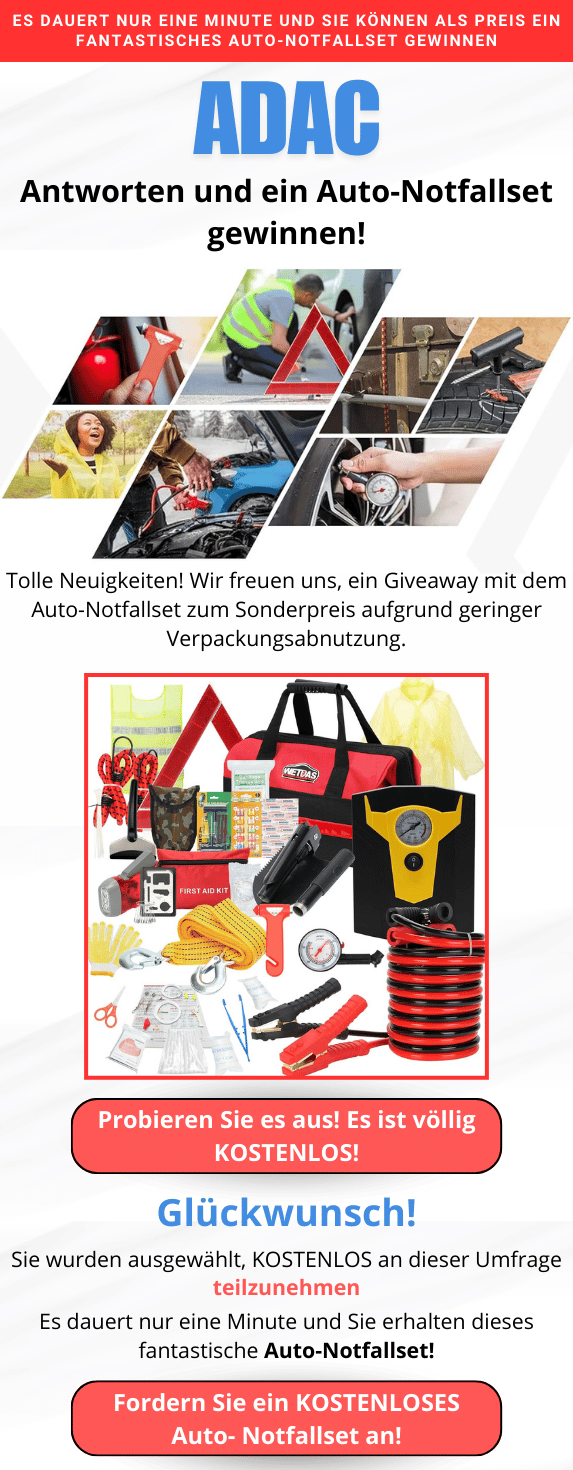 ES DAUERT NUR EINE MINUTE UND SIE KÖNNEN ALS PREIS EIN
FANTASTISCHES AUTO-NOTFALLSET GEWINNEN
ADAC
Antworten und ein Auto-Notfallset
gewinnen!
Tolle Neuigkeiten! Wir freuen uns, ein Giveaway mit dem
Auto-Notfallset zum Sonderpreis aufgrund geringer
Verpackungsabnutzung.
WETUAS
FIRST AID KIT
Probieren Sie es aus! Es ist völlig
KOSTENLOS!
Glückwunsch!
Sie wurden ausgewählt, KOSTENLOS an dieser Umfrage
teilzunehmen
Es dauert nur eine Minute und Sie erhalten dieses
fantastische Auto-Notfallset!
Fordern Sie ein KOSTENLOSES
Auto- Notfallset an!